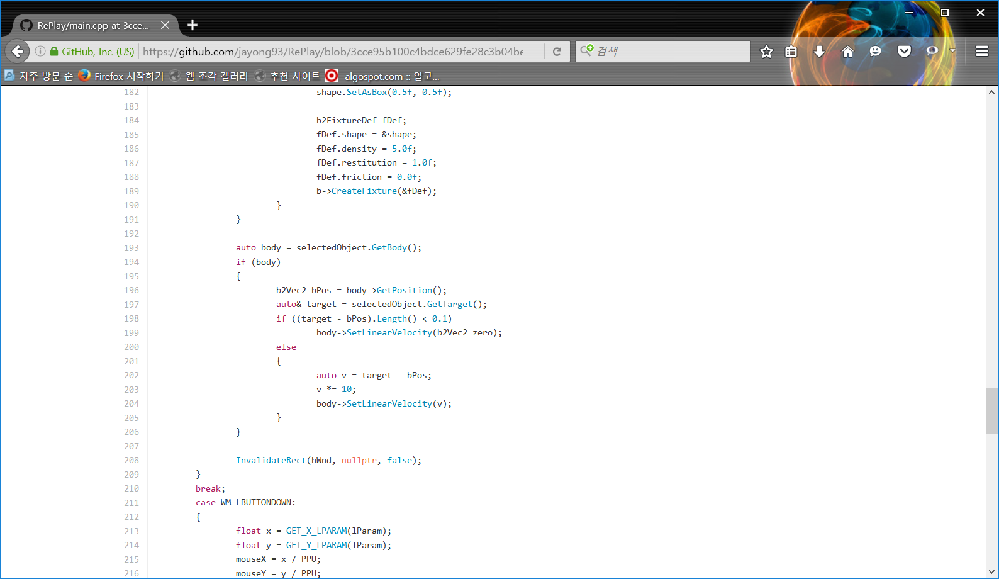 RePlay/main.cpp at 3cce...
GitHub, Inc. (US) https://github.com/jayong93/RePlay/blob/3cce95b100c4bdce629fe28c3b04be 검색
자주 방문 순 Firefox 시작하기 웹 조각 갤러리 추천 사이트 algospot.com :: 알고...
182 shape.SetAsBox(0.5f, 0.5f);
183
184 b2FixtureDef fDef;
185 fDef.shape = &shape;
186 fDef.density = 5.0f;
187 fDef.restitution = 1.0f;
188 fDef.friction = 0.0f;
189 b->CreateFixture(&fDef);
190 }
191 }
192
193 auto body = selectedObject.GetBody();
194 if (body)
195 {
196 b2Vec2 bPos = body->GetPosition();
197 auto& target = selectedObject.GetTarget();
198 if ((target - bPos).Length() < 0.1)
199 body->SetLinearVelocity(b2Vec2_zero);
200 else
201 {
202 auto v = target - bPos;
203 v *= 10;
204 body->SetLinearVelocity(v);
205 }
206 }
207
208 InvalidateRect(hWnd, nullptr, false);
209 }
210 break;
211 case WM_LBUTTONDOWN:
212 {
213 float x = GET_X_LPARAM(lParam);
214 float y = GET_Y_LPARAM(lParam);
215 mouseX = x / PPU;
216 mouseY = y / PPU;